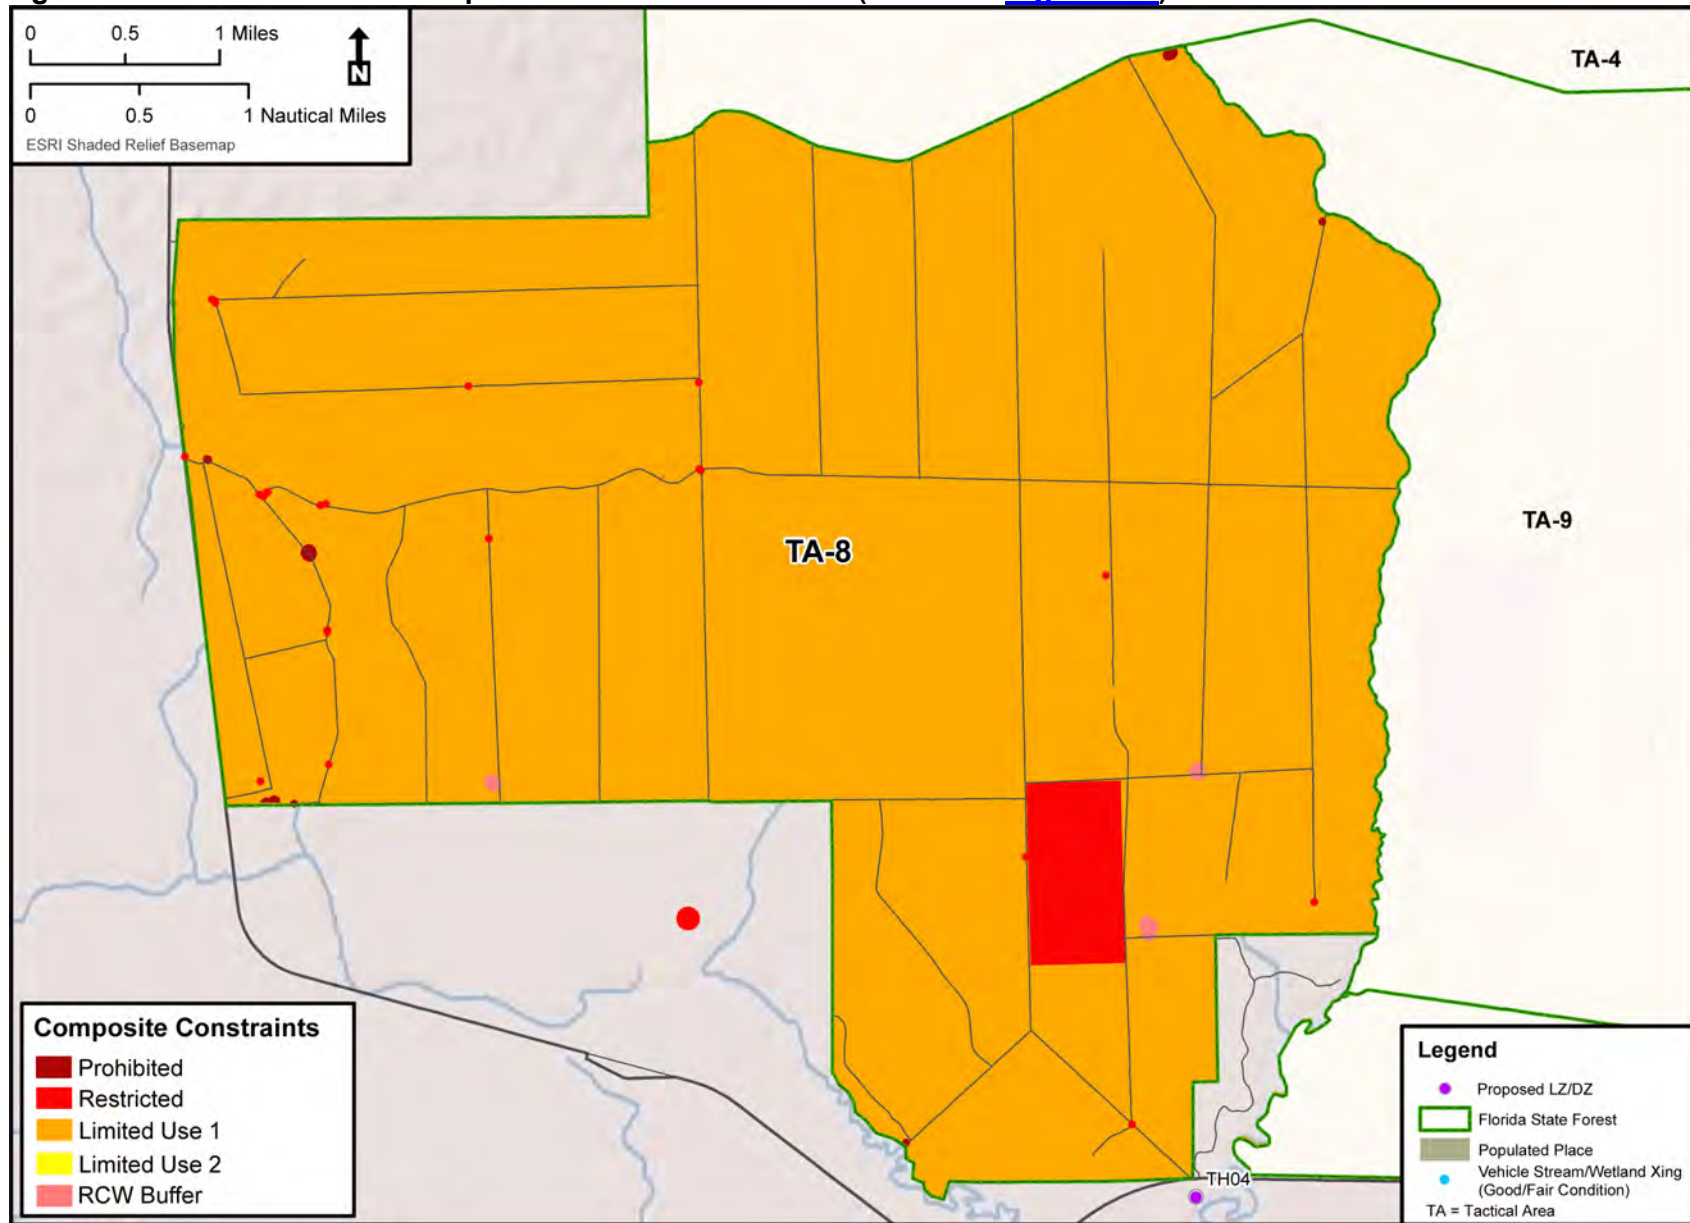 0 0.5 1 Miles
N
0 0.5 1 Nautical Miles
ESRI Shaded Relief Basemap
TA-4
TA-9
TA-8
TH04
Composite Constraints
Prohibited
Restricted
Limited Use 1
Limited Use 2
RCW Buffer
Legend
Proposed LZ/DZ
Florida State Forest
Populated Place
Vehicle Stream/Wetland Xing
(Good/Fair Condition)
TA = Tactical Area